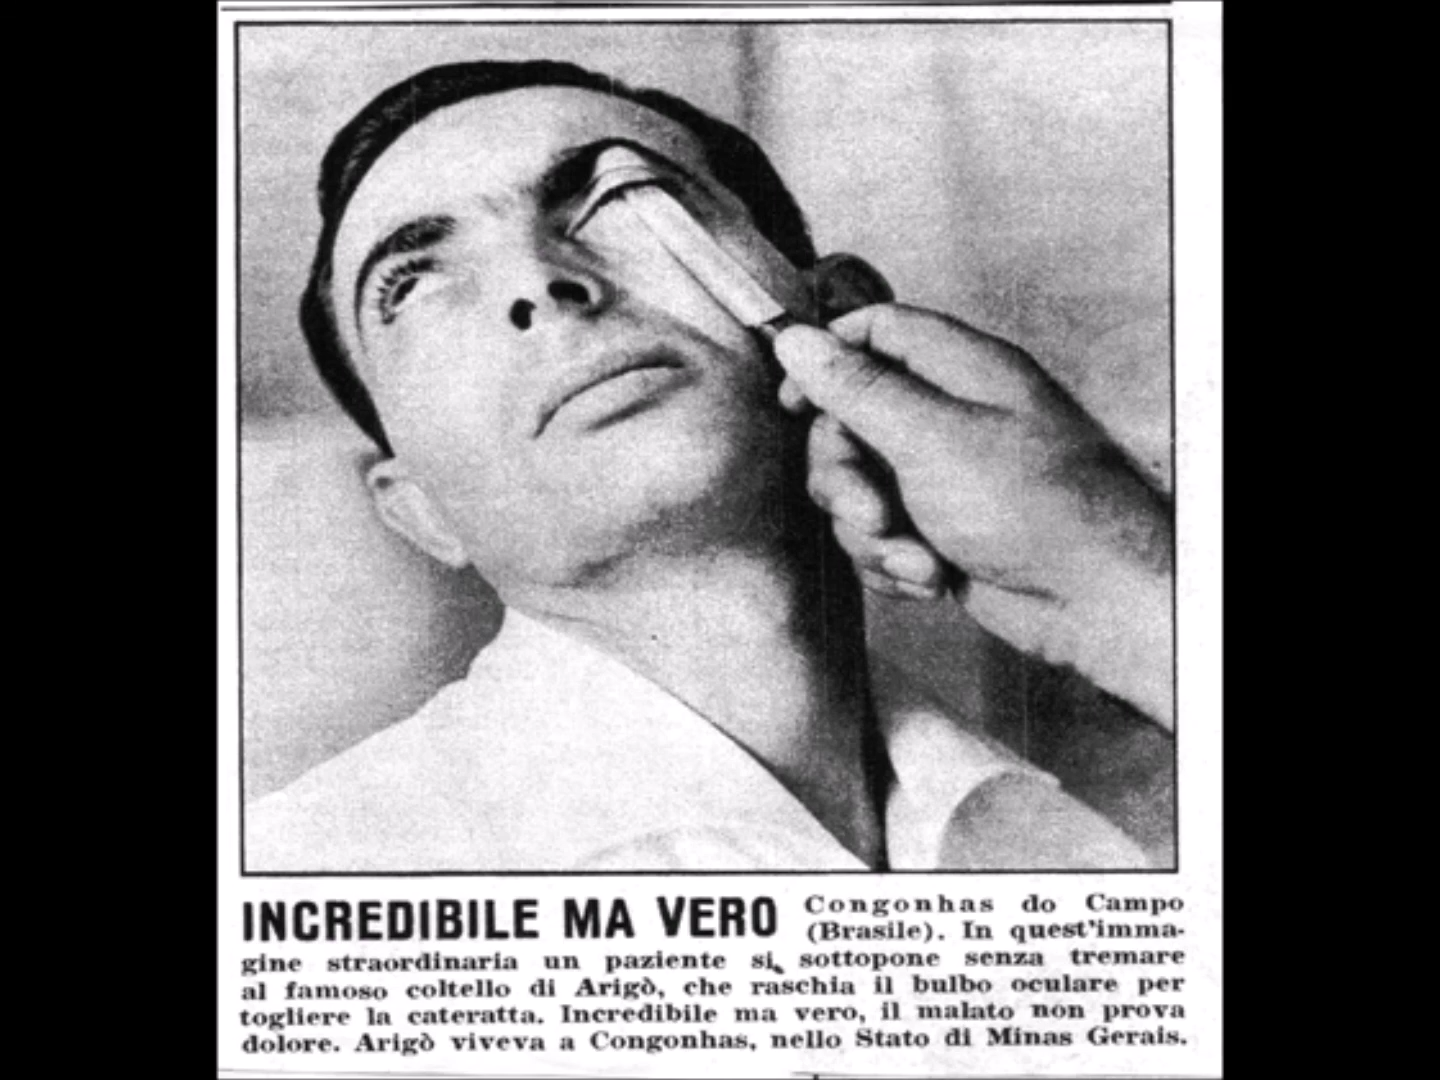 INCREDIBILE MA VERO Congonhas do Campo
(Brasile). In quest'imma-
gine straordinaria un paziente si sottopone senza tremare
al famoso coltello di Arigò, che raschia il bulbo oculare per
togliere la cateratta. Incredibile ma vero, il malato non prova
dolore. Arigò viveva a Congonhas, nello Stato di Minas Gerais.